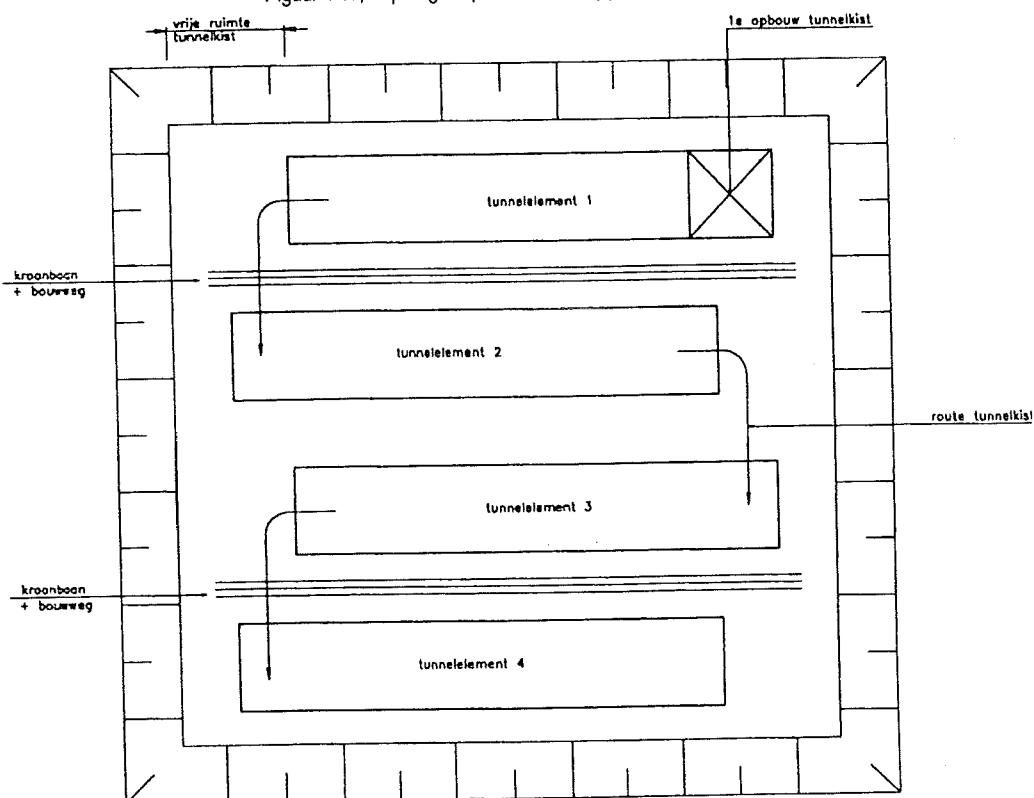 vrije ruimte
tunnelkist
1e opbouw tunnelkist
tunnelelement 1
kraanbaan
+ bouwweg
tunnelelement 2
route tunnelkist
tunnelelement 3
kraanbaan
+ bouwweg
tunnelelement 4